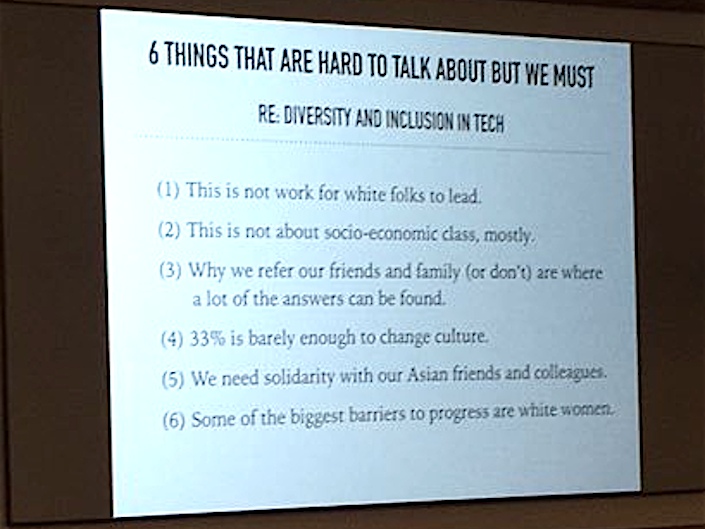 6 THINGS THAT ARE HARD TO TALK ABOUT BUT WE MUST
RE: DIVERSITY AND INCLUSION IN TECH
(1) This is not work for white folks to lead.
(2) This is not about socio-economic class, mostly.
(3) Why we refer our friends and family (or don't) are where
a lot of the answers can be found.
(4) 33% is barely enough to change culture.
(5) We need solidarity with our Asian friends and colleagues.
(6) Some of the biggest barriers to progress are white women.